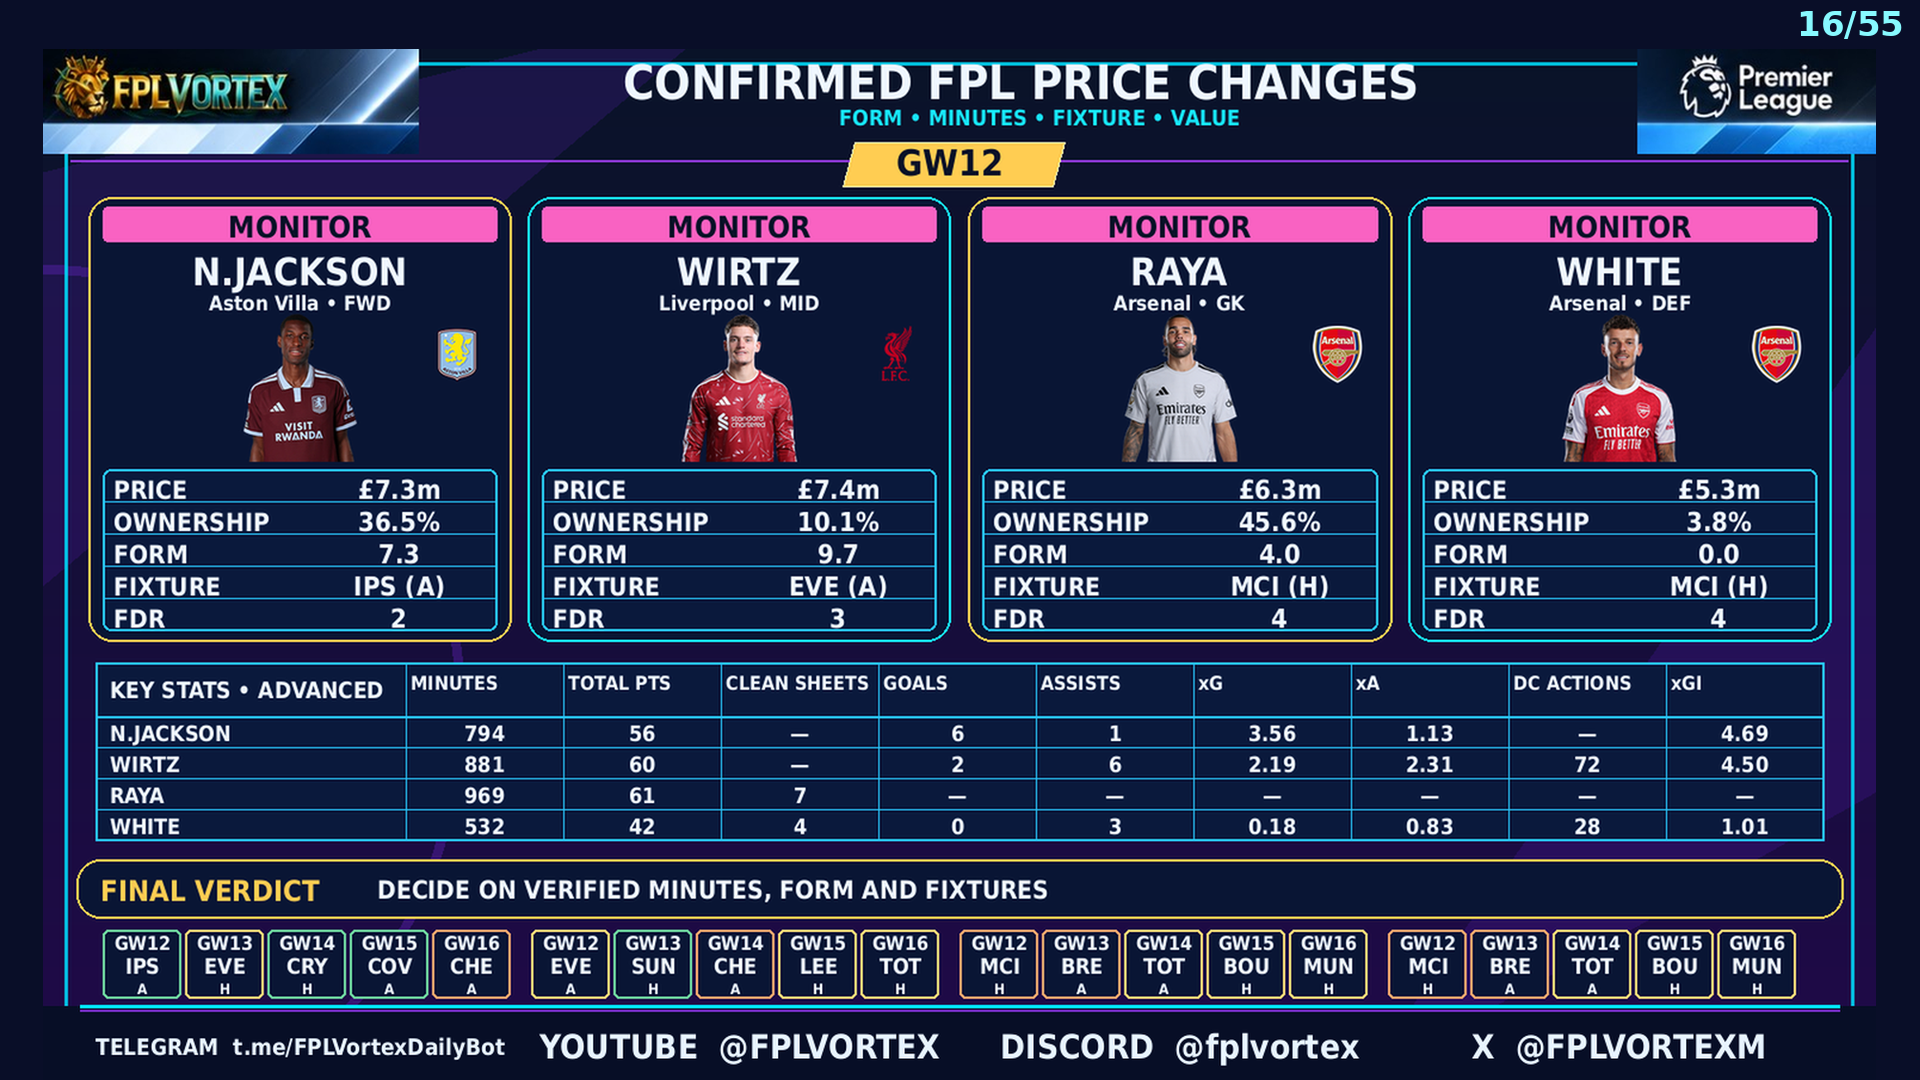 16/55
FPLVORTEX
CONFIRMED FPL PRICE CHANGES
Premier League
FORM • MINUTES • FIXTURE • VALUE
GW12
MONITOR
N.JACKSON
Aston Villa • FWD
VISIT RWANDA
PRICE £7.3m
OWNERSHIP 36.5%
FORM 7.3
FIXTURE IPS (A)
FDR 2
MONITOR
WIRTZ
Liverpool • MID
L.F.C.
standard chartered
PRICE £7.4m
OWNERSHIP 10.1%
FORM 9.7
FIXTURE EVE (A)
FDR 3
MONITOR
RAYA
Arsenal • GK
Arsenal
Emirates
FLY BETTER
PRICE £6.3m
OWNERSHIP 45.6%
FORM 4.0
FIXTURE MCI (H)
FDR 4
MONITOR
WHITE
Arsenal • DEF
Arsenal
Emirates
FLY BETTER
PRICE £5.3m
OWNERSHIP 3.8%
FORM 0.0
FIXTURE MCI (H)
FDR 4
KEY STATS • ADVANCED MINUTES TOTAL PTS CLEAN SHEETS GOALS ASSISTS xG xA DC ACTIONS xGI
N.JACKSON 794 56 — 6 1 3.56 1.13 — 4.69
WIRTZ 881 60 — 2 6 2.19 2.31 72 4.50
RAYA 969 61 7 — — — — — —
WHITE 532 42 4 0 3 0.18 0.83 28 1.01
FINAL VERDICT DECIDE ON VERIFIED MINUTES, FORM AND FIXTURES
GW12 GW13 GW14 GW15 GW16 GW12 GW13 GW14 GW15 GW16 GW12 GW13 GW14 GW15 GW16 GW12 GW13 GW14 GW15 GW16
IPS EVE CRY COV CHE EVE SUN CHE LEE TOT MCI BRE TOT BOU MUN MCI BRE TOT BOU MUN
A H H A A A H A H H H A A H H H A A H H
TELEGRAM t.me/FPLVortexDailyBot YOUTUBE @FPLVORTEX DISCORD @fplvortex X @FPLVORTEXM